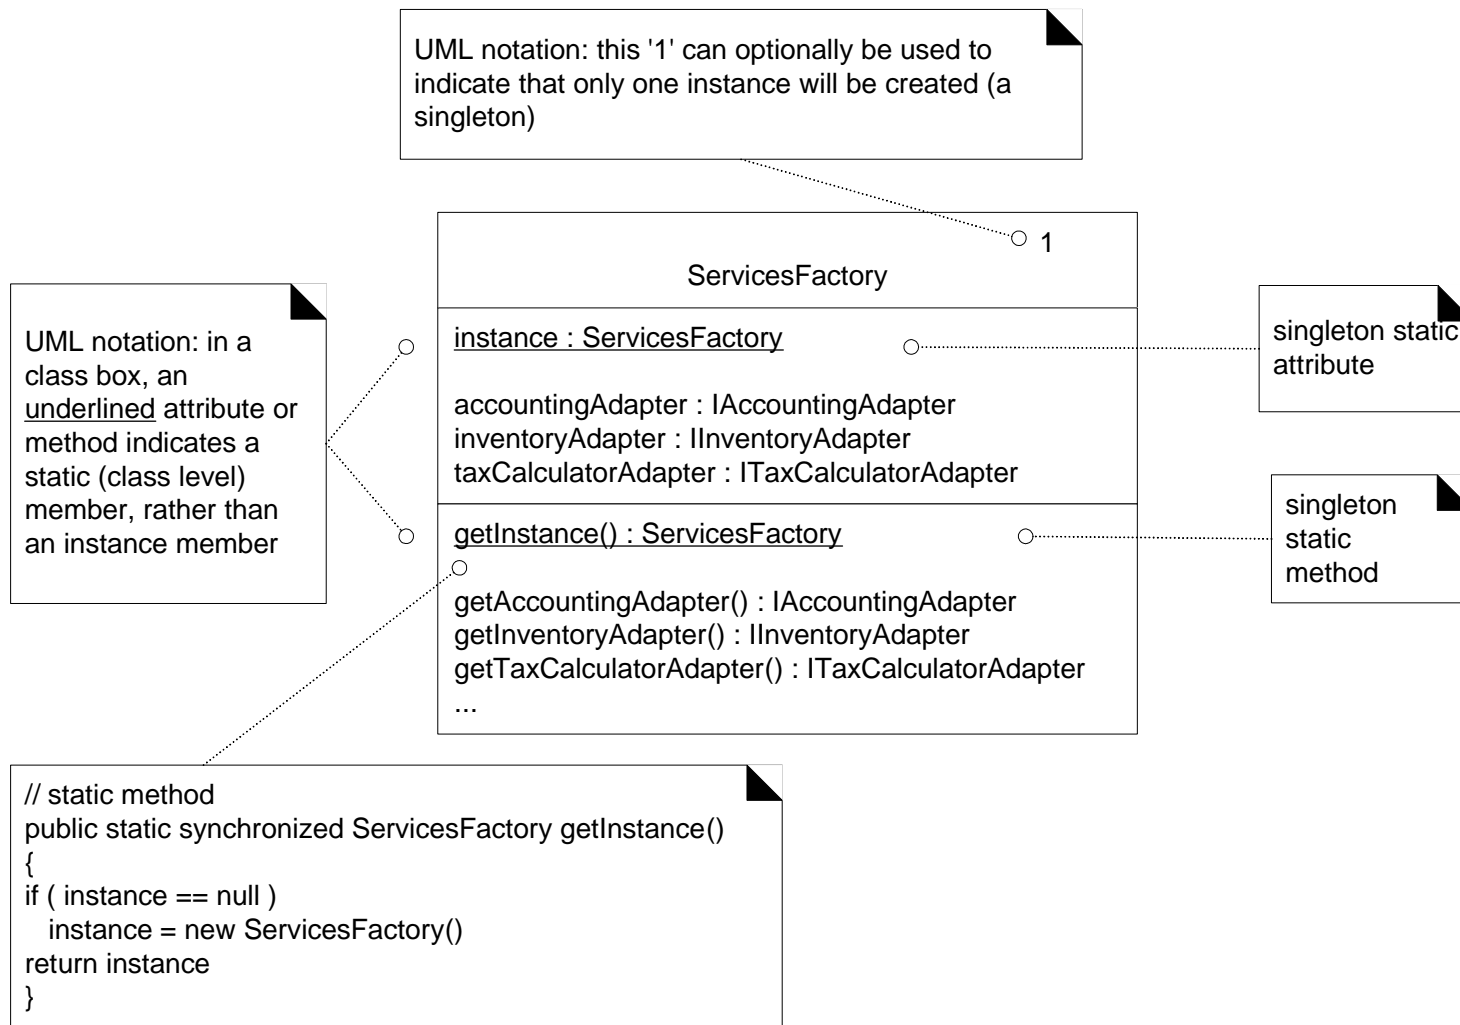 UML notation: this '1' can optionally be used to
indicate that only one instance will be created (a
singleton)
1
ServicesFactory
UML notation: in a
class box, an
underlined attribute or
method indicates a
static (class level)
member, rather than
an instance member
instance : ServicesFactory
accountingAdapter : IAccountingAdapter
inventoryAdapter : IInventoryAdapter
taxCalculatorAdapter : ITaxCalculatorAdapter
getInstance() : ServicesFactory
getAccountingAdapter() : IAccountingAdapter
getInventoryAdapter() : IInventoryAdapter
getTaxCalculatorAdapter() : ITaxCalculatorAdapter
...
singleton static
attribute
singleton
static
method
// static method
public static synchronized ServicesFactory getInstance()
{
if ( instance == null )
   instance = new ServicesFactory()
return instance
}